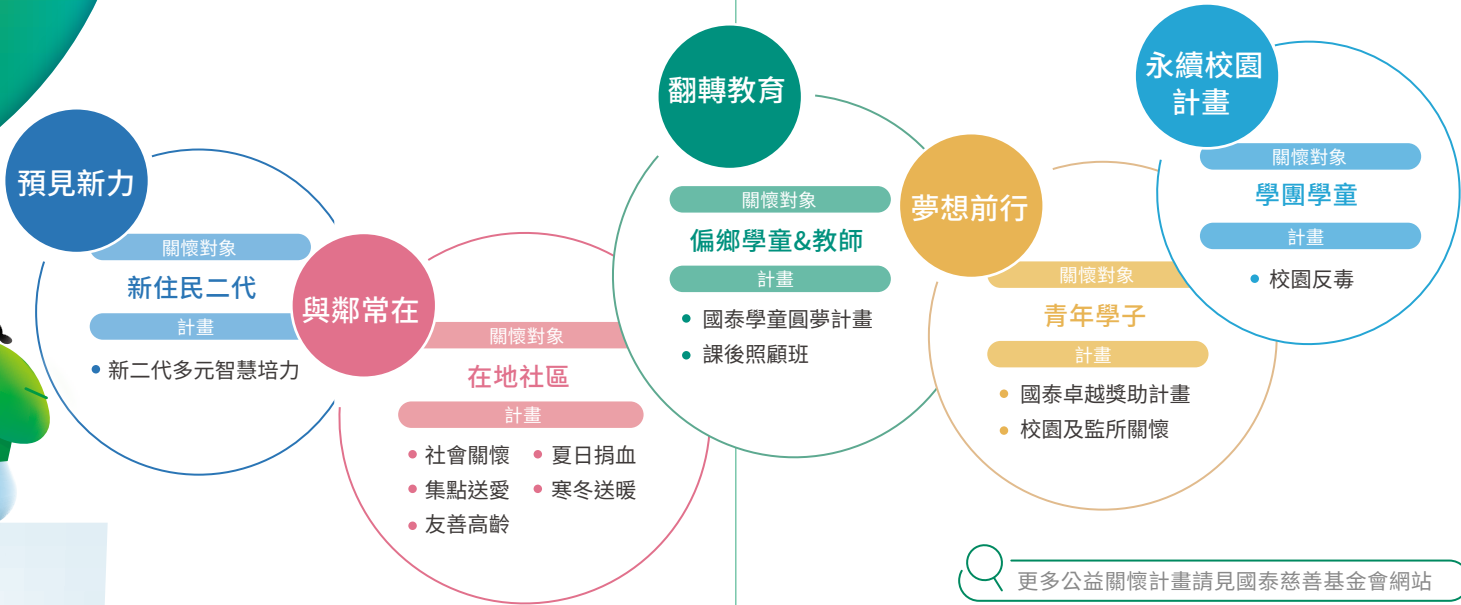 預見新力
關懷對象
新住民二代
計畫
新二代多元智慧培力
與鄰常在
關懷對象
在地社區
計畫
社會關懷
夏日捐血
集點送愛
寒冬送暖
友善高齡
翻轉教育
關懷對象
偏鄉學童&教師
計畫
國泰學童圓夢計畫
課後照顧班
夢想前行
關懷對象
青年學子
計畫
國泰卓越獎助計畫
校園及監所關懷
永續校園
計畫
關懷對象
學團學童
計畫
校園反毒
更多公益關懷計畫請見國泰慈善基金會網站